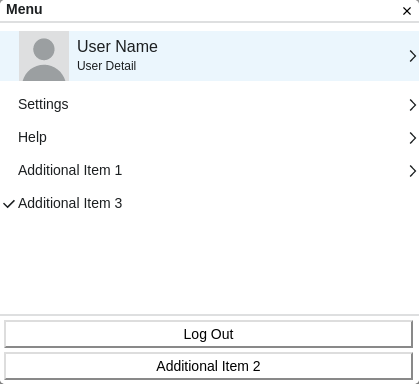 Menu
User Name
User Detail
Settings
Help
Additional Item 1
Additional Item 3
Log Out
Additional Item 2